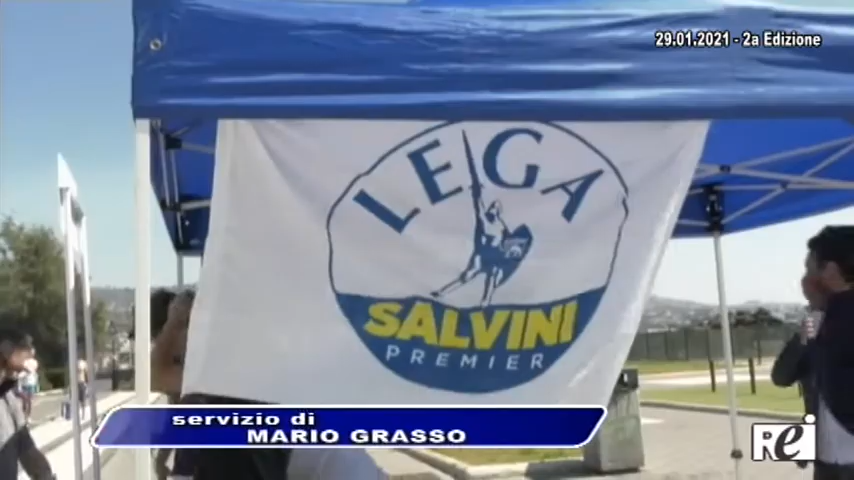 29.01.2021 - 2a Edizione
LEGA
SALVINI
PREMIER
servizio di
MARIO GRASSO
Rei